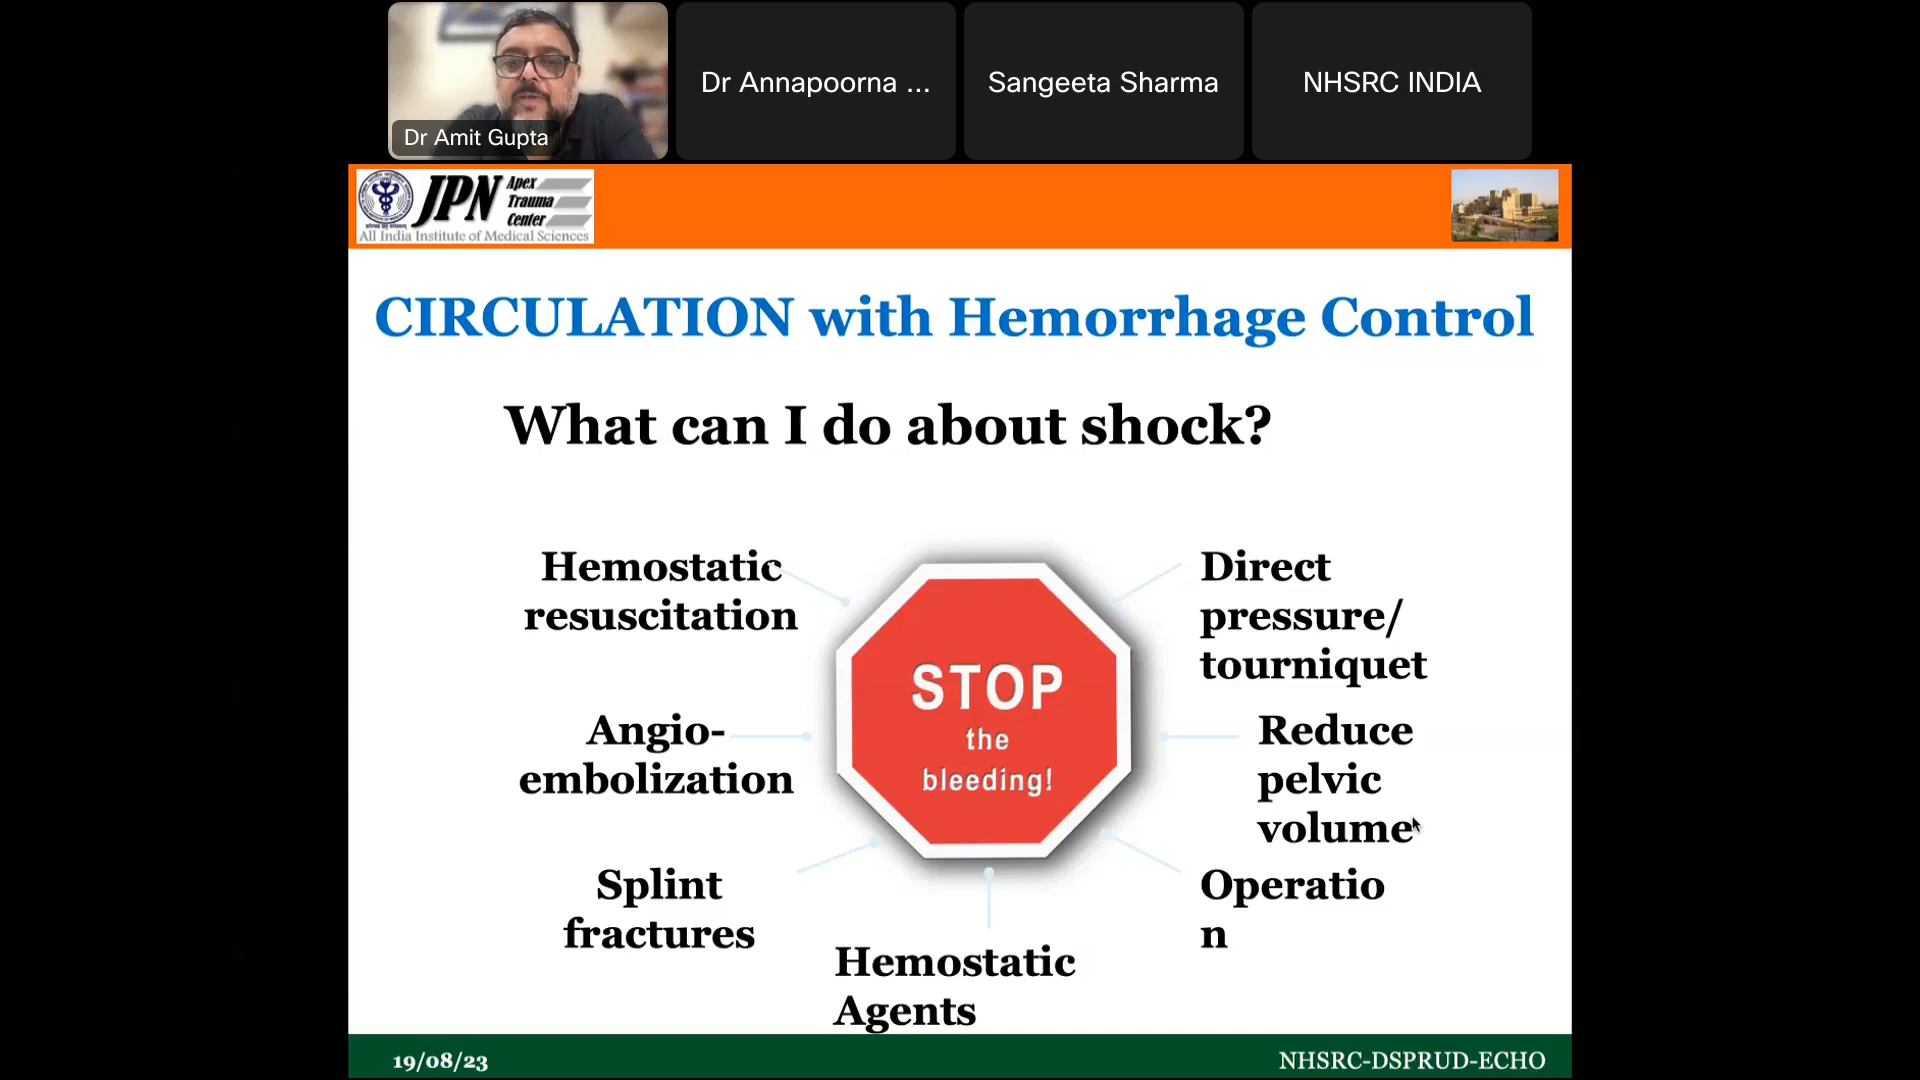 Dr Annapoorna ...
Sangeeta Sharma
NHSRC INDIA
Dr Amit Gupta
JPN Apex
Trauma
Center
All India Institute of Medical Sciences
CIRCULATION with Hemorrhage Control
What can I do about shock?
Hemostatic
resuscitation
Direct
pressure/
tourniquet
STOP
the
bleeding!
Angio-
embolization
Reduce
pelvic
volume
Splint
fractures
Operatio
n
Hemostatic
Agents
19/08/23
NHSRC-DSPRUD-ECHO